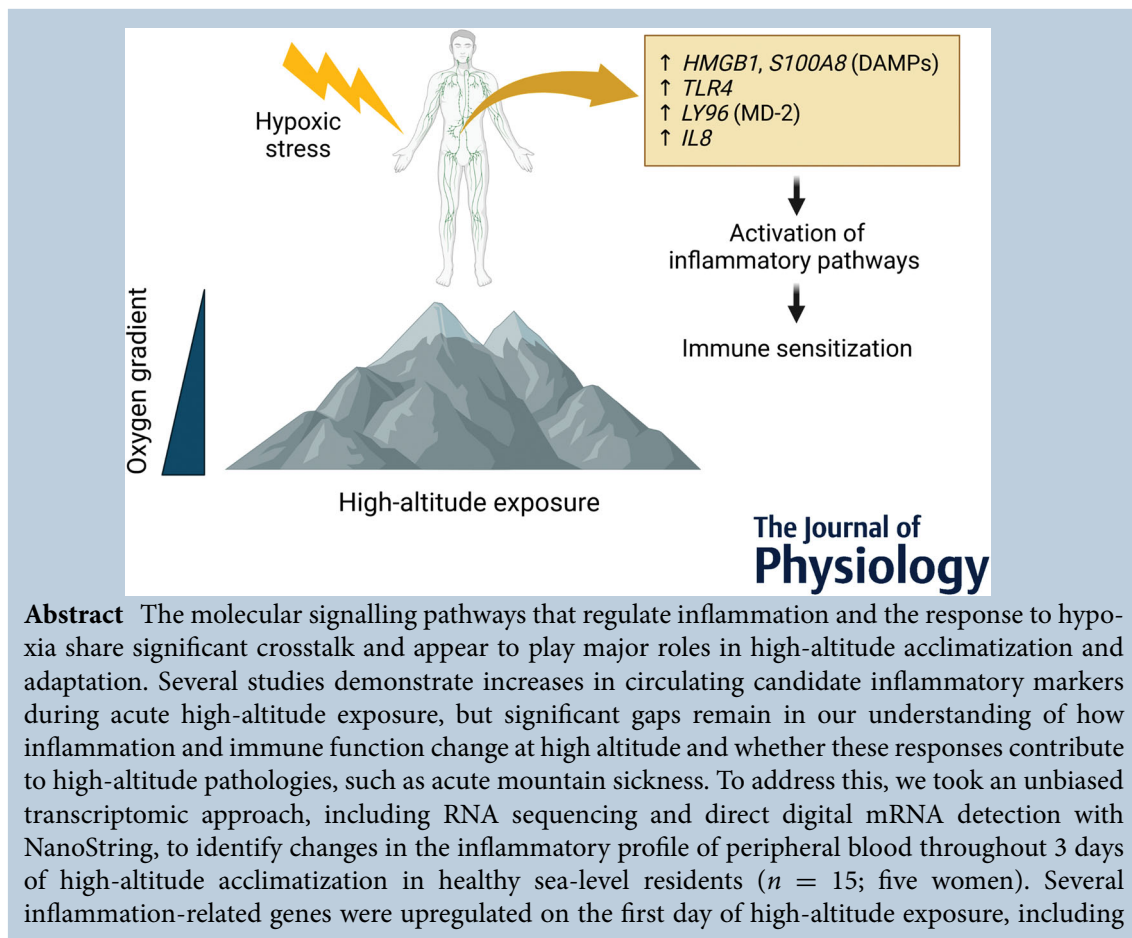 Hypoxic
stress
↑ HMGB1, S100A8 (DAMPs)
↑ TLR4
↑ LY96 (MD-2)
↑ IL8
Activation of
inflammatory pathways
Immune sensitization
Oxygen gradient
High-altitude exposure
The Journal of
Physiology
Abstract The molecular signalling pathways that regulate inflammation and the response to hypo-
xia share significant crosstalk and appear to play major roles in high-altitude acclimatization and
adaptation. Several studies demonstrate increases in circulating candidate inflammatory markers
during acute high-altitude exposure, but significant gaps remain in our understanding of how
inflammation and immune function change at high altitude and whether these responses contribute
to high-altitude pathologies, such as acute mountain sickness. To address this, we took an unbiased
transcriptomic approach, including RNA sequencing and direct digital mRNA detection with
NanoString, to identify changes in the inflammatory profile of peripheral blood throughout 3 days
of high-altitude acclimatization in healthy sea-level residents (n = 15; five women). Several
inflammation-related genes were upregulated on the first day of high-altitude exposure, including